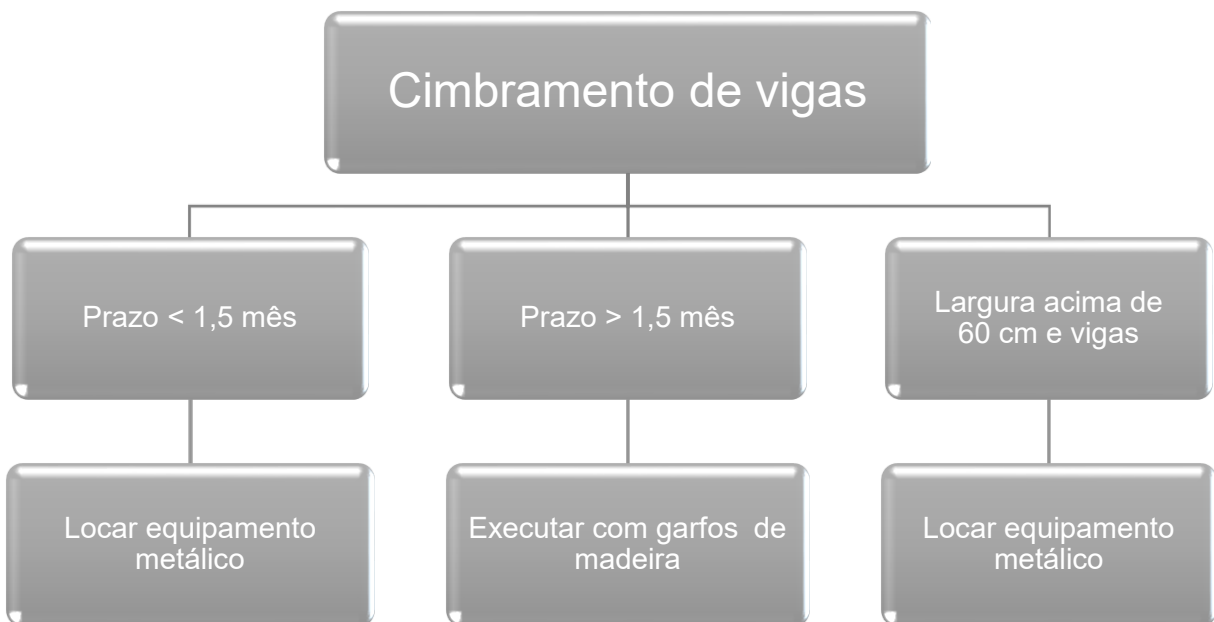 Cimbramento de vigas
Prazo < 1,5 mês
Prazo > 1,5 mês
Largura acima de
60 cm e vigas
Locar equipamento
metálico
Executar com garfos de
madeira
Locar equipamento
metálico